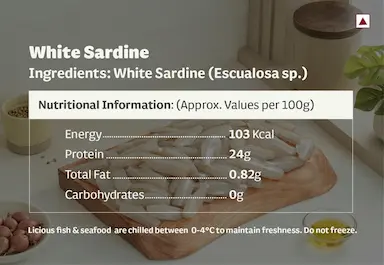 White Sardine
Ingredients: White Sardine (Escualosa sp.)
Nutritional Information: (Approx. Values per 100g)
Energy.......................................... 103 Kcal
Protein .......................................... 24g
Total Fat ....................................... 0.82g
Carbohydrates............................ 0g
Licious fish & seafood are chilled between 0-4°C to maintain freshness. Do not freeze.